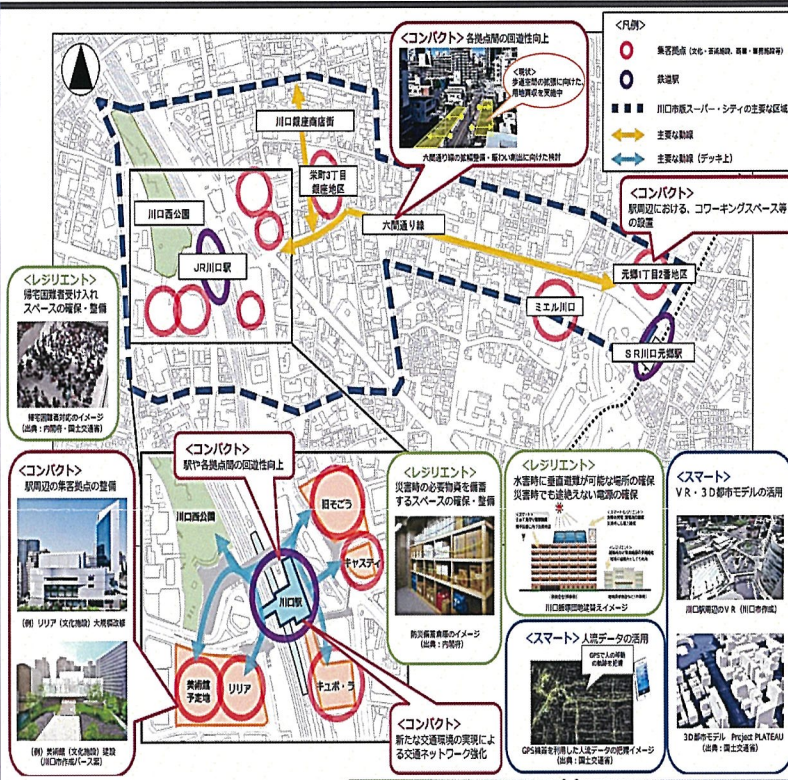 <凡例>
集客拠点（文化・芸術施設、商業・業務施設等）
鉄道駅
川口市版スーパー・シティの主要な区域
主要な動線
主要な動線（デッキ上）
<コンパクト> 各拠点間の回遊性向上
<現状>
歩道空間の拡張に向けた、
用地買収を実施中
六間通り線の拡幅整備・賑わい創出に向けた検討
<コンパクト>
駅周辺における、コワーキングスペース等
の設置
川口銀座商店街
栄町3丁目
銀座地区
川口西公園
JR川口駅
六間通り線
元郷1丁目2番地区
ミエル川口
SR川口元郷駅
<レジリエント>
帰宅困難者受け入れ
スペースの確保・整備
帰宅困難者対応のイメージ
（出典：内閣府・国土交通省）
<コンパクト>
駅周辺の集客拠点の整備
（例）リリア（文化施設）大規模改修
（例）美術館（文化施設）建設
（川口市作成パース案）
<コンパクト>
駅や各拠点間の回遊性向上
川口西公園
旧そごう
キャスティ
川口駅
美術館
予定地
リリア
キュポ・ラ
<コンパクト>
新たな交通環境の実現によ
る交通ネットワーク強化
<レジリエント>
災害時の必要物資を備蓄
するスペースの確保・整備
防災備蓄倉庫のイメージ
（出典：内閣府）
<レジリエント>
水害時に垂直避難が可能な場所の確保
災害時でも途絶えない電源の確保
川口飯塚団地建替えイメージ
<スマート> 人流データの活用
GPSで人の移動
の軌跡を把握
GPS機器を利用した人流データの把握イメージ
（出典：国土交通省）
<スマート>
VR・3D都市モデルの活用
川口駅周辺のVR（川口市作成）
3D都市モデル Project PLATEAU
（出典：国土交通省）